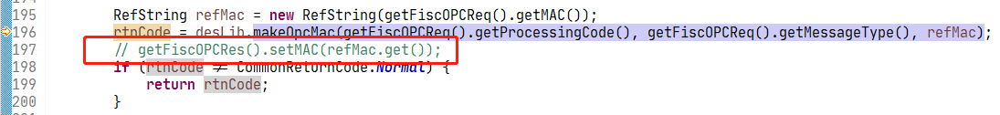 195 RefString refMac = new RefString(getFiscOPCReq().getMAC());
196 rtnCode = desLib.makeOpcMac(getFiscOPCReq().getProcessingCode(), getFiscOPCReq().getMessageType(), refMac);
197 // getFiscOPCRes().setMAC(refMac.get());
198 if (rtnCode ≠ CommonReturnCode.Normal) {
199 return rtnCode;
200 }